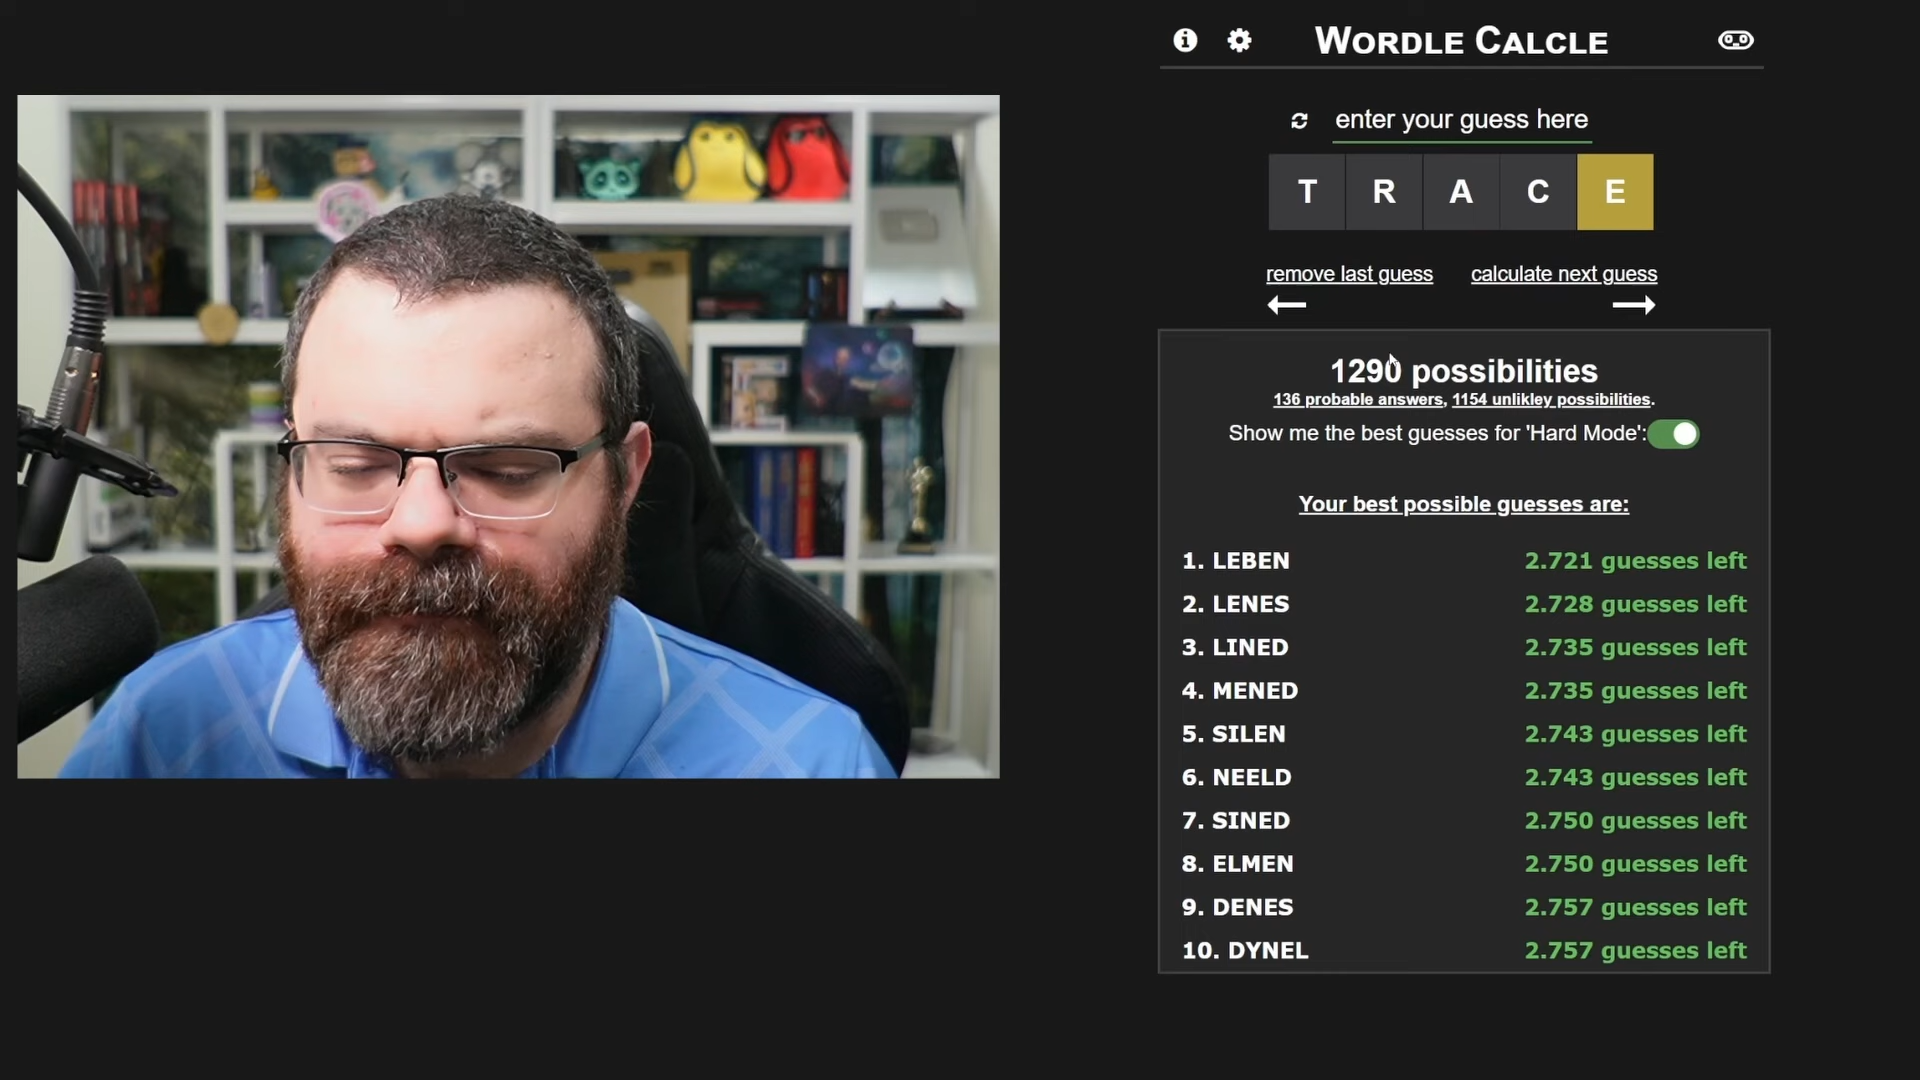 WORDLE CALCLE
enter your guess here
T R A C E
remove last guess calculate next guess
1290 possibilities
136 probable answers, 1154 unlikley possibilities.
Show me the best guesses for 'Hard Mode':
Your best possible guesses are:
1. LEBEN 2.721 guesses left
2. LENES 2.728 guesses left
3. LINED 2.735 guesses left
4. MENED 2.735 guesses left
5. SILEN 2.743 guesses left
6. NEELD 2.743 guesses left
7. SINED 2.750 guesses left
8. ELMEN 2.750 guesses left
9. DENES 2.757 guesses left
10. DYNEL 2.757 guesses left